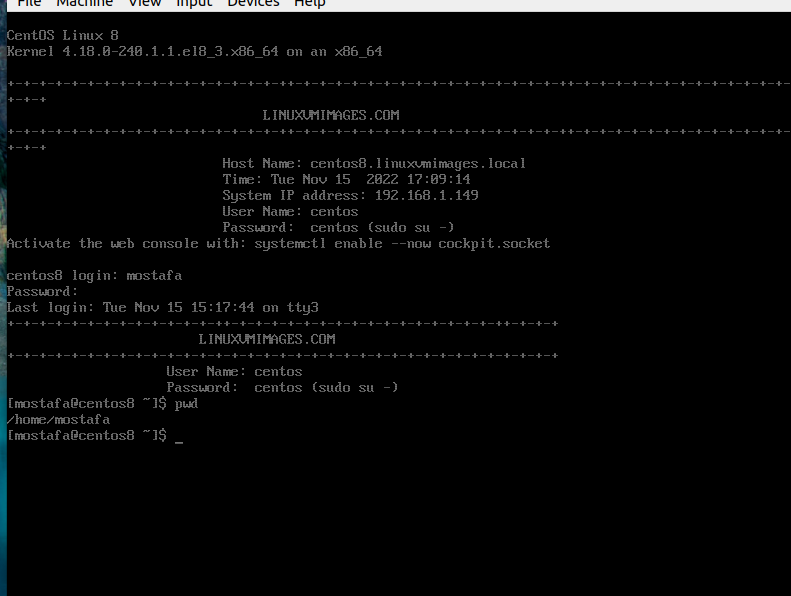 File Machine View Input Devices Help
CentOS Linux 8
Kernel 4.18.0-240.1.1.el8_3.x86_64 on an x86_64
+-+-+-+-+-+-+-+-+-+-+-+-+-+-+-+-+-++-+-+-+-+-+-+-+-+-+-+-+-+-+-+-+-+-+-+-+-+-+-+-+-+-+-+-+-+-+-+-
+-+-+
LINUXVMIMAGES.COM
+-+-+-+-+-+-+-+-+-+-+-+-+-+-+-+-+-++-+-+-+-+-+-+-+-+-+-+-+-+-+-+-+-+-+-+-+-+-+-+-+-+-+-+-+-+-+-+-
+-+-+
Host Name: centos8.linuxvmimages.local
Time: Tue Nov 15  2022 17:09:14
System IP address: 192.168.1.149
User Name: centos
Password:  centos (sudo su -)
Activate the web console with: systemctl enable --now cockpit.socket
centos8 login: mostafa
Password:
Last login: Tue Nov 15 15:17:44 on tty3
+-+-+-+-+-+-+-+-+-+-+-+-+-+-+-+-+-+-+-+-+-+-+-+-+-+-+-+-+-+-+-+-+-+-+
LINUXVMIMAGES.COM
+-+-+-+-+-+-+-+-+-+-+-+-+-+-+-+-+-+-+-+-+-+-+-+-+-+-+-+-+-+-+-+-+-+-+
User Name: centos
Password:  centos (sudo su -)
[mostafa@centos8 ~]$ pwd
/home/mostafa
[mostafa@centos8 ~]$ _